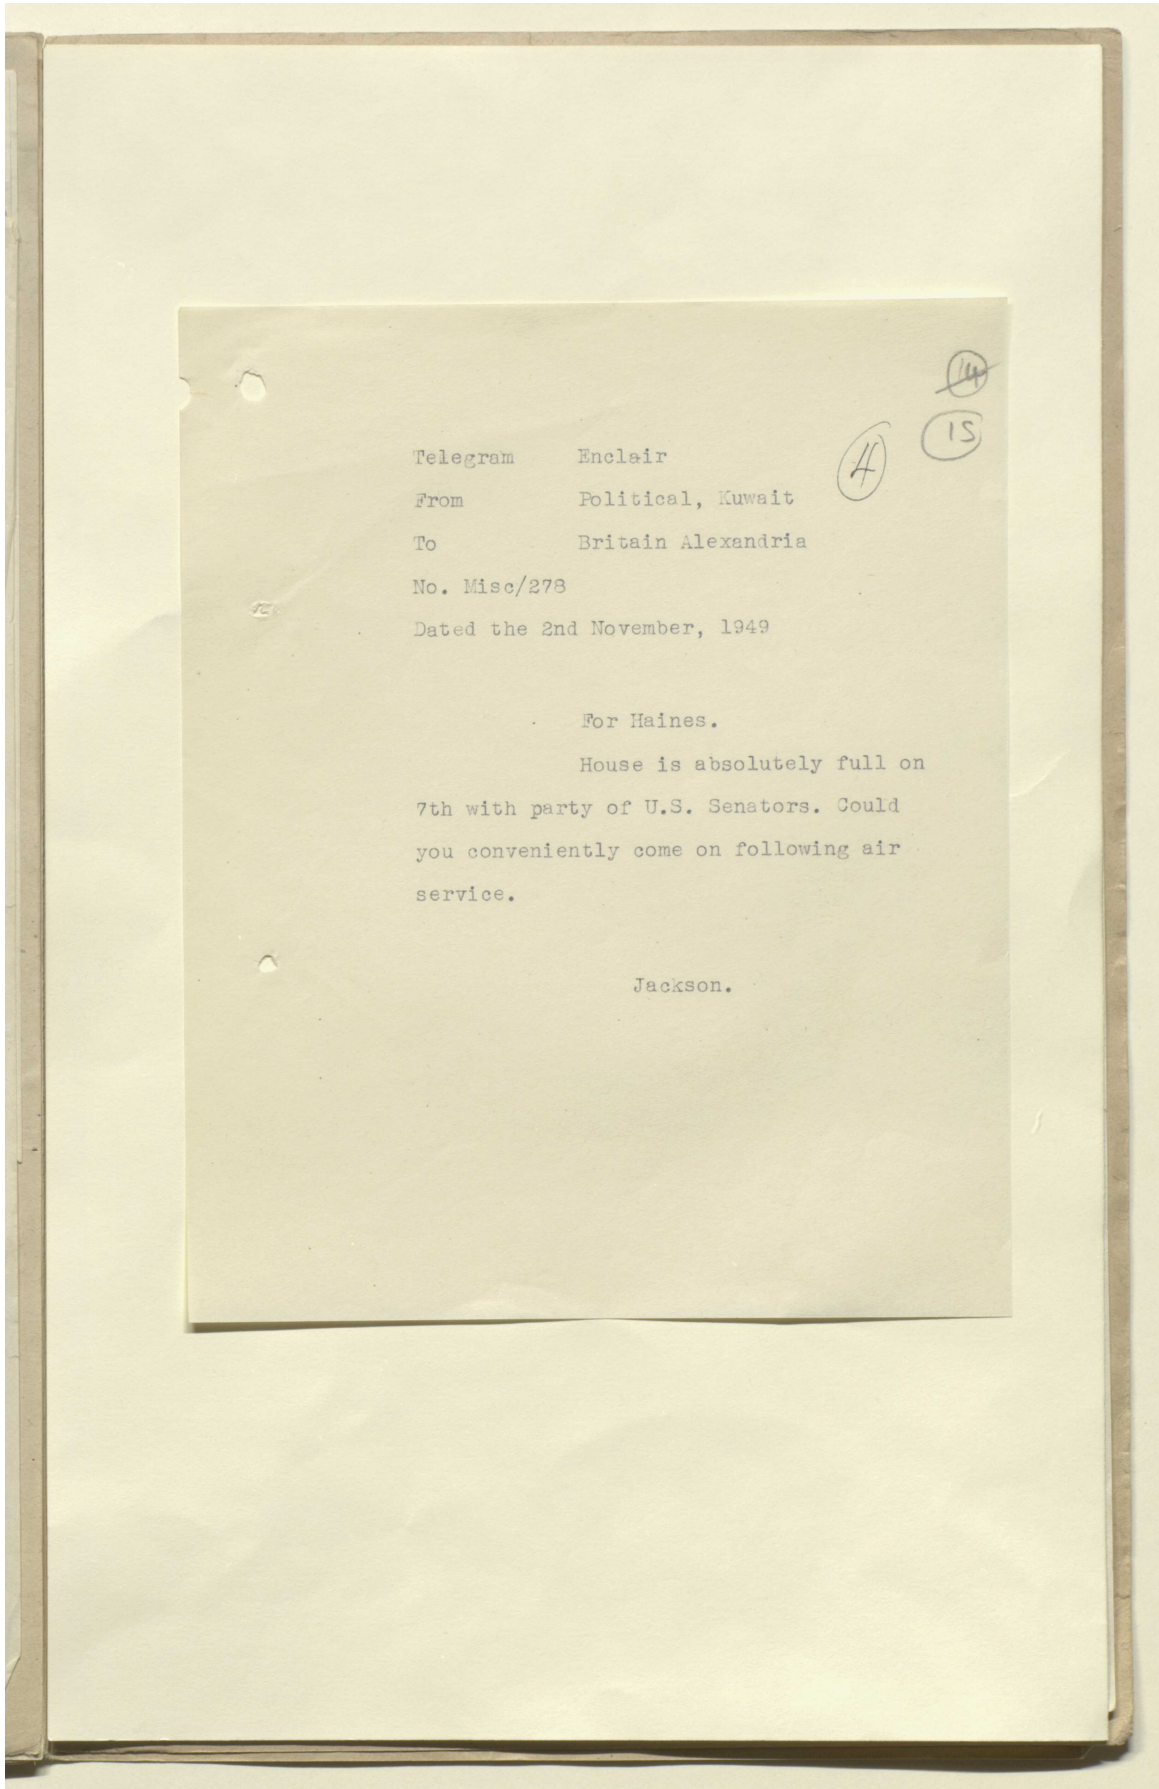 14
15
4
Telegram Enclair
From Political, Kuwait
To Britain Alexandria
No. Misc/278
Dated the 2nd November, 1949
For Haines.
House is absolutely full on
7th with party of U.S. Senators. Could
you conveniently come on following air
service.
Jackson.